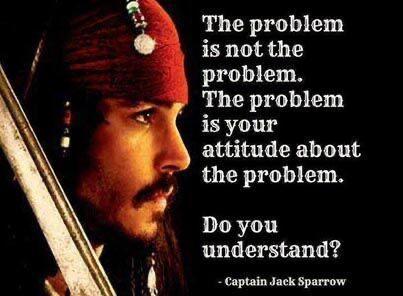 The problem
is not the
problem.
The problem
is your
attitude about
the problem.
Do you
understand?
- Captain Jack Sparrow